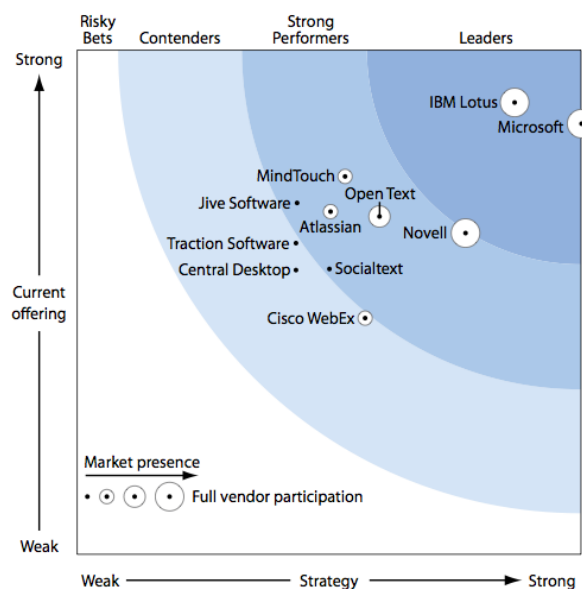 Risky
Bets
Contenders
Strong
Performers
Leaders
Strong
IBM Lotus
Microsoft
MindTouch
Open Text
Jive Software
Atlassian
Novell
Traction Software
Central Desktop
Socialtext
Current
offering
Cisco WebEx
Market presence
Full vendor participation
Weak
Weak
Strategy
Strong